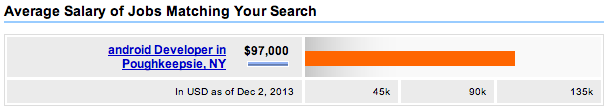 Average Salary of Jobs Matching Your Search
android Developer in $97,000
Poughkeepsie, NY
In USD as of Dec 2, 2013 45k 90k 135k